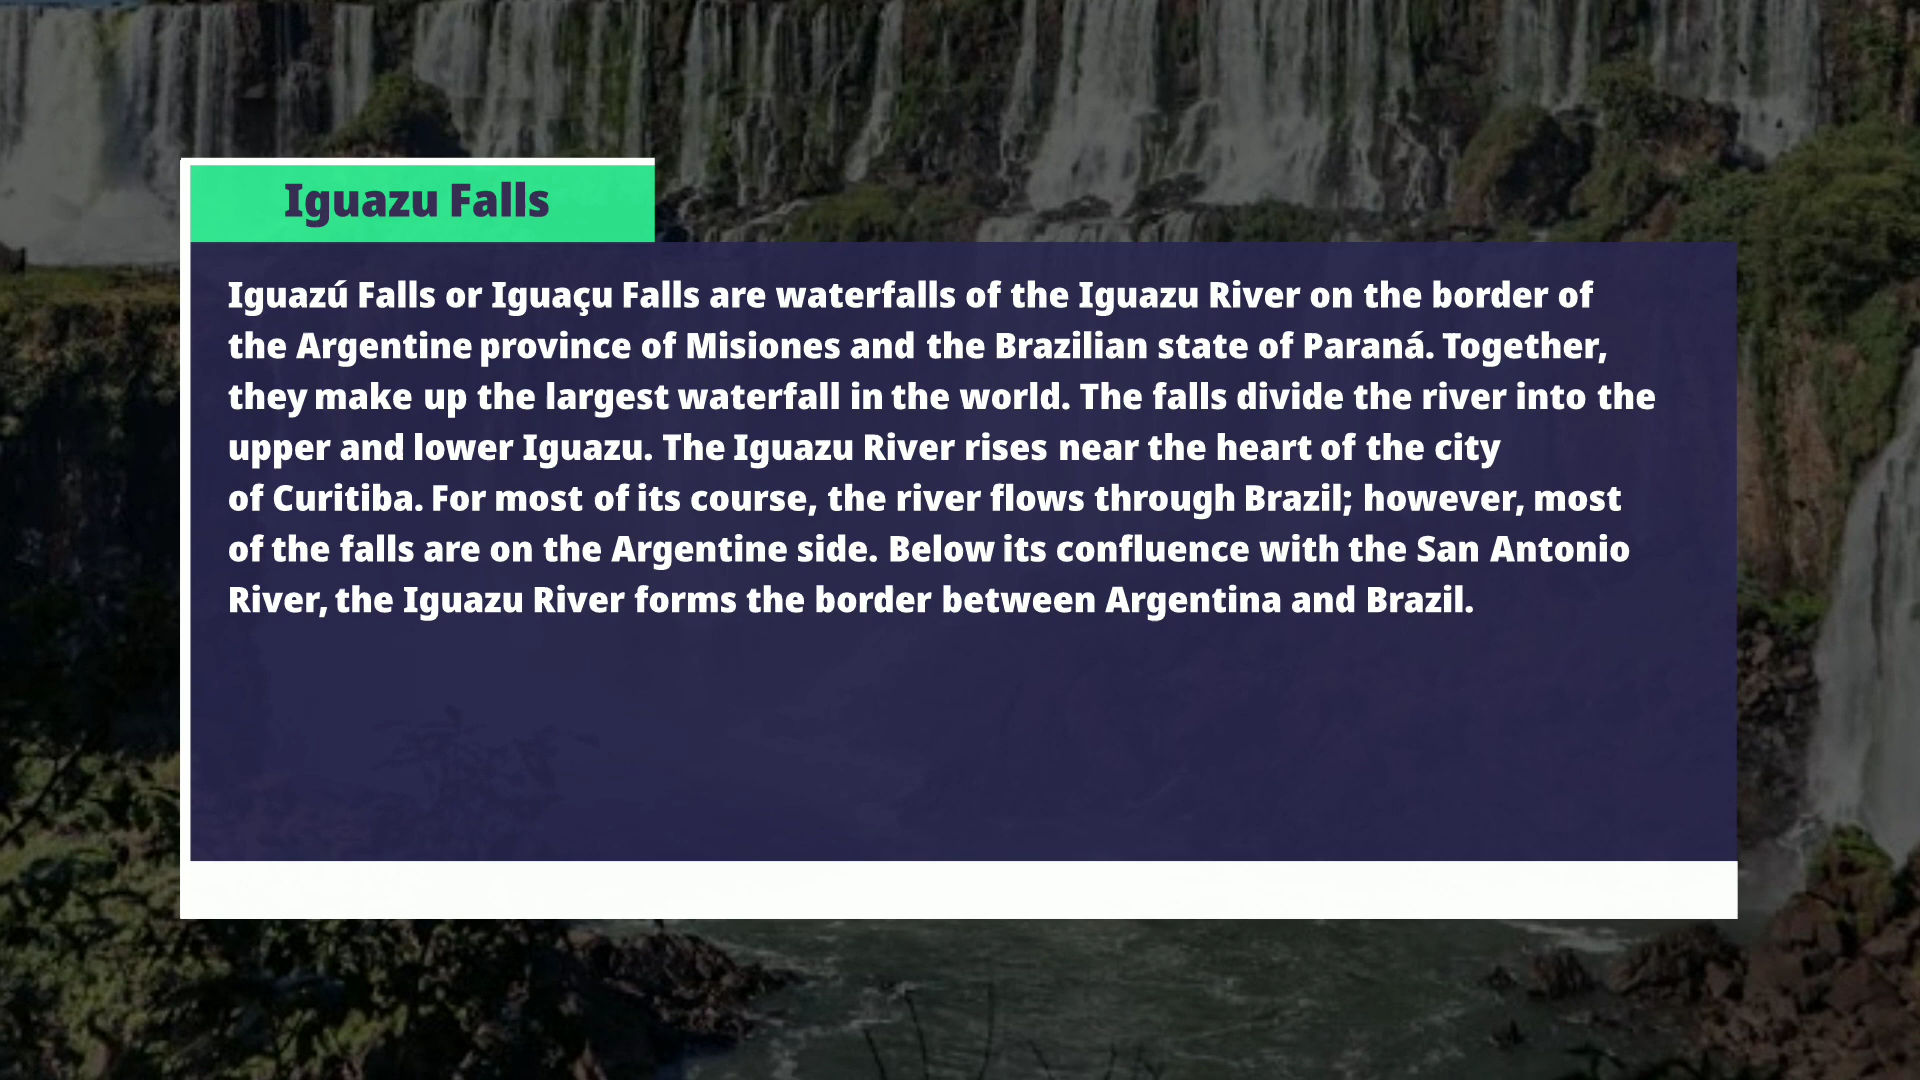 Iguazu Falls
Iguazú Falls or Iguaçu Falls are waterfalls of the Iguazu River on the border of
the Argentine province of Misiones and the Brazilian state of Paraná. Together,
they make up the largest waterfall in the world. The falls divide the river into the
upper and lower Iguazu. The Iguazu River rises near the heart of the city
of Curitiba. For most of its course, the river flows through Brazil; however, most
of the falls are on the Argentine side. Below its confluence with the San Antonio
River, the Iguazu River forms the border between Argentina and Brazil.